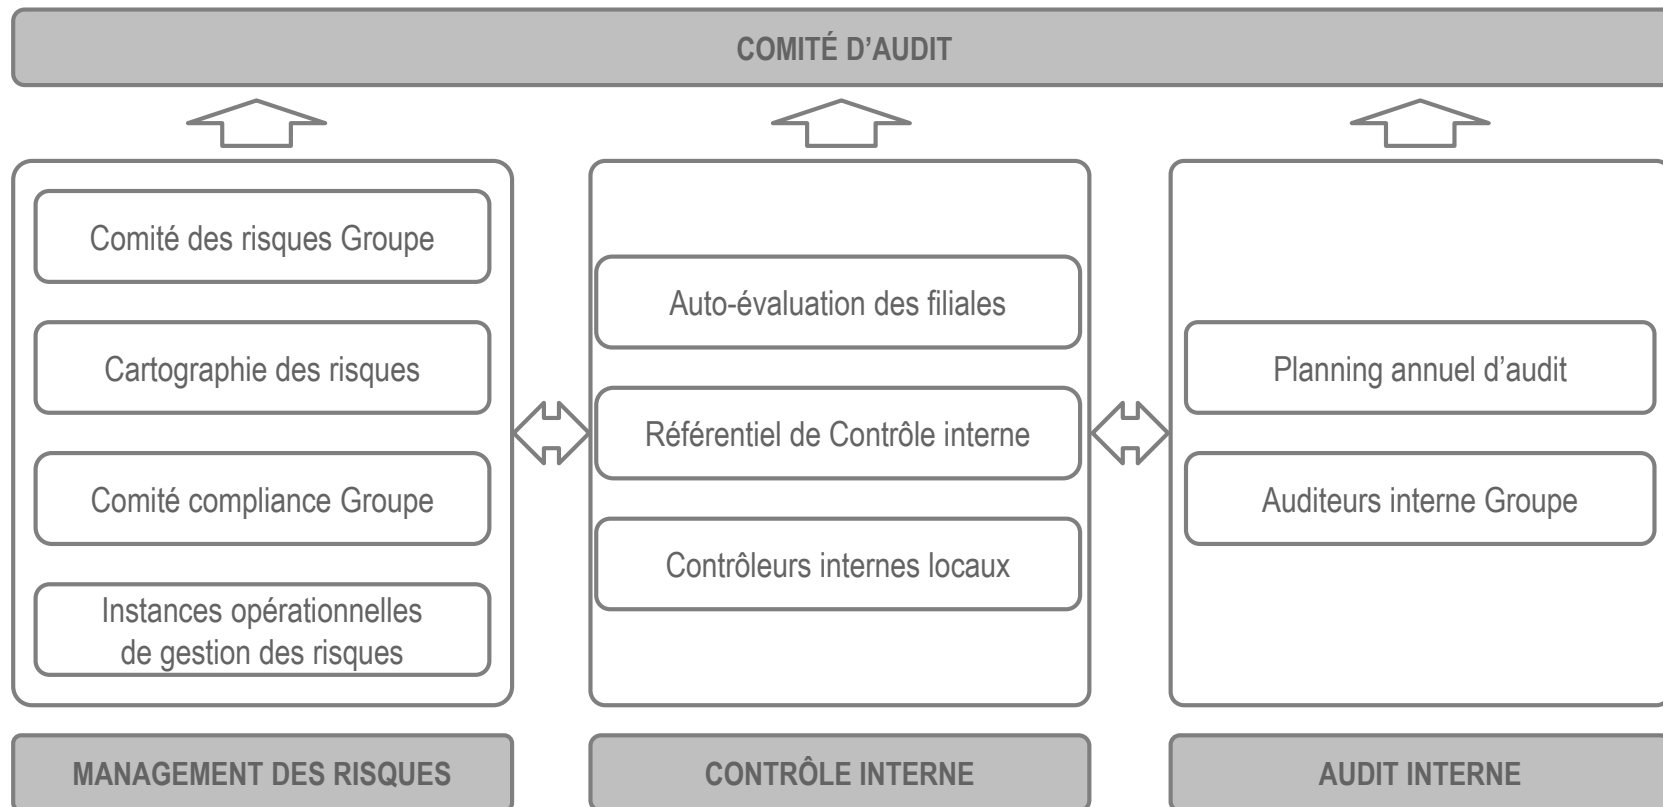 COMITÉ D’AUDIT
Comité des risques Groupe
Cartographie des risques
Comité compliance Groupe
Instances opérationnelles
de gestion des risques
MANAGEMENT DES RISQUES
Auto-évaluation des filiales
Référentiel de Contrôle interne
Contrôleurs internes locaux
CONTRÔLE INTERNE
Planning annuel d’audit
Auditeurs interne Groupe
AUDIT INTERNE